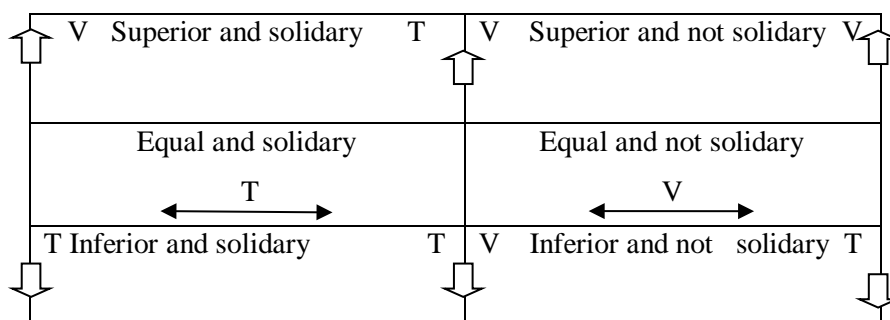 V Superior and solidary T V Superior and not solidary V
Equal and solidary Equal and not solidary
T V
T Inferior and solidary T V Inferior and not solidary T